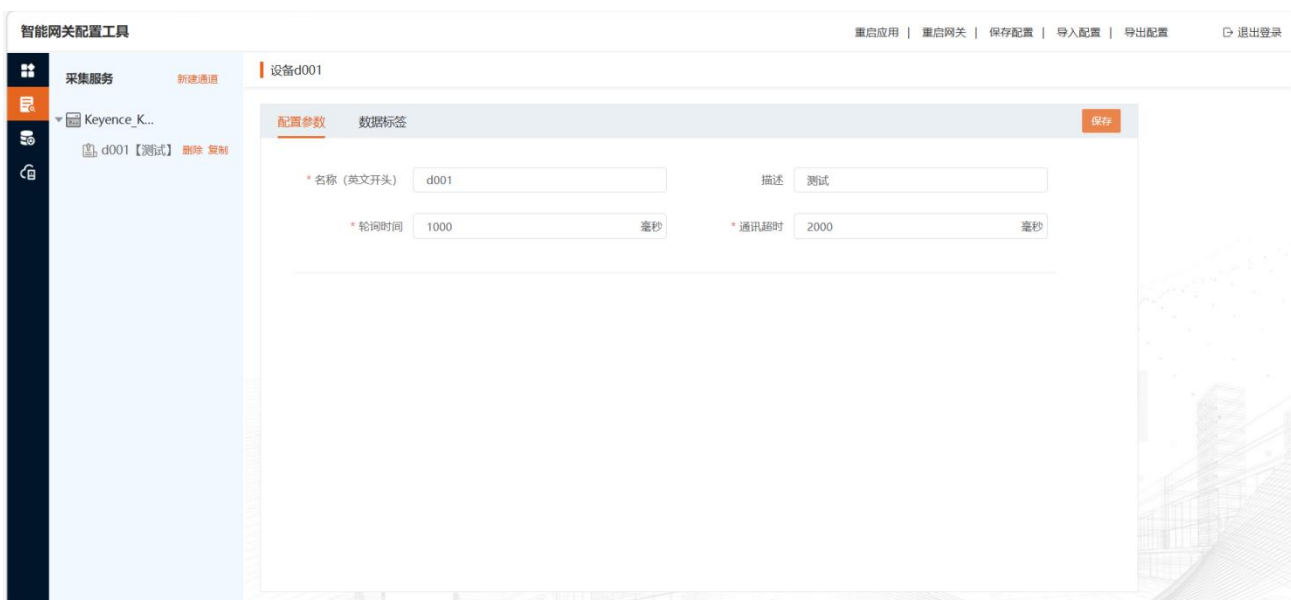 智能网关配置工具
重启应用 | 重启网关 | 保存配置 | 导入配置 | 导出配置 退出登录
采集服务 新建通道
Keyence_K...
d001【测试】 删除 复制
设备d001
配置参数 数据标签 保存
* 名称（英文开头） d001 描述 测试
* 轮询时间 1000 毫秒 * 通讯超时 2000 毫秒